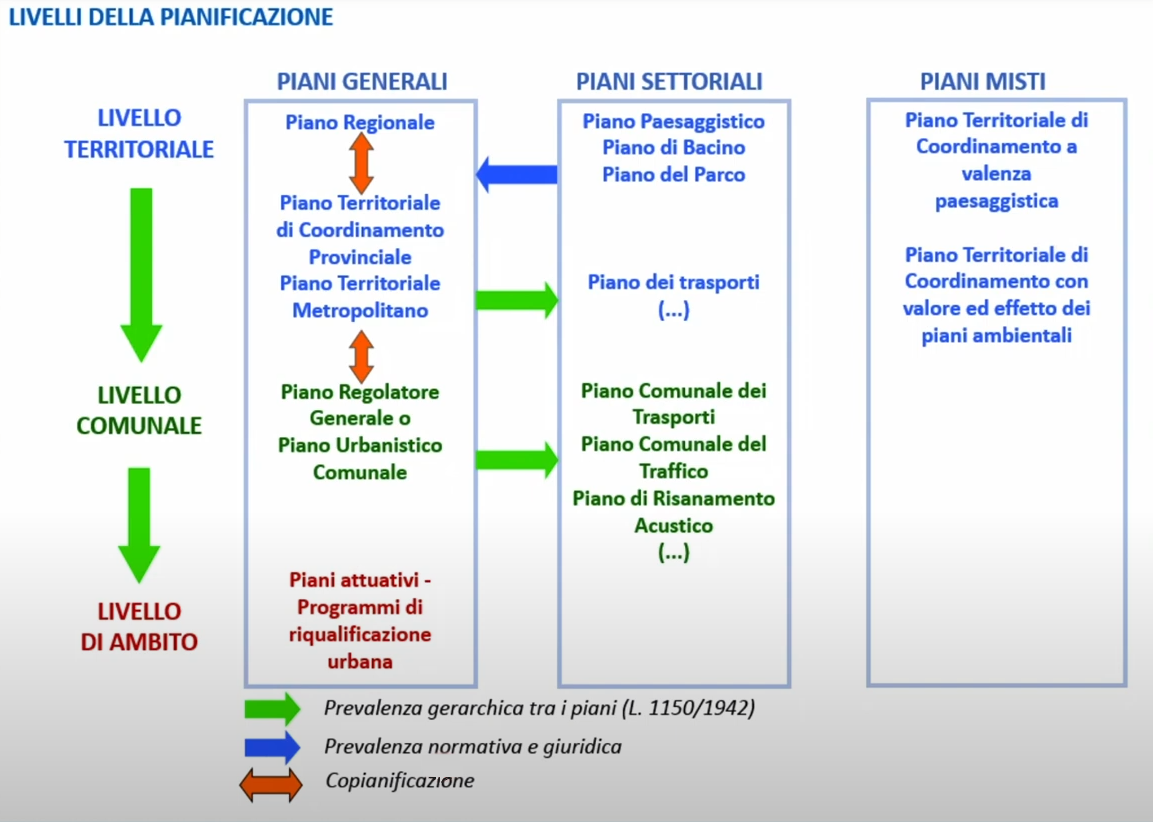 LIVELLI DELLA PIANIFICAZIONE
PIANI GENERALI
PIANI SETTORIALI
PIANI MISTI
LIVELLO
TERRITORIALE
LIVELLO
COMUNALE
LIVELLO
DI AMBITO
Piano Regionale
Piano Territoriale
di Coordinamento
Provinciale
Piano Territoriale
Metropolitano
Piano Regolatore
Generale o
Piano Urbanistico
Comunale
Piani attuativi -
Programmi di
riqualificazione
urbana
Piano Paesaggistico
Piano di Bacino
Piano del Parco
Piano dei trasporti
(...)
Piano Comunale dei
Trasporti
Piano Comunale del
Traffico
Piano di Risanamento
Acustico
(...)
Piano Territoriale di
Coordinamento a
valenza
paesaggistica
Piano Territoriale di
Coordinamento con
valore ed effetto dei
piani ambientali
Prevalenza gerarchica tra i piani (L. 1150/1942)
Prevalenza normativa e giuridica
Copianificazione